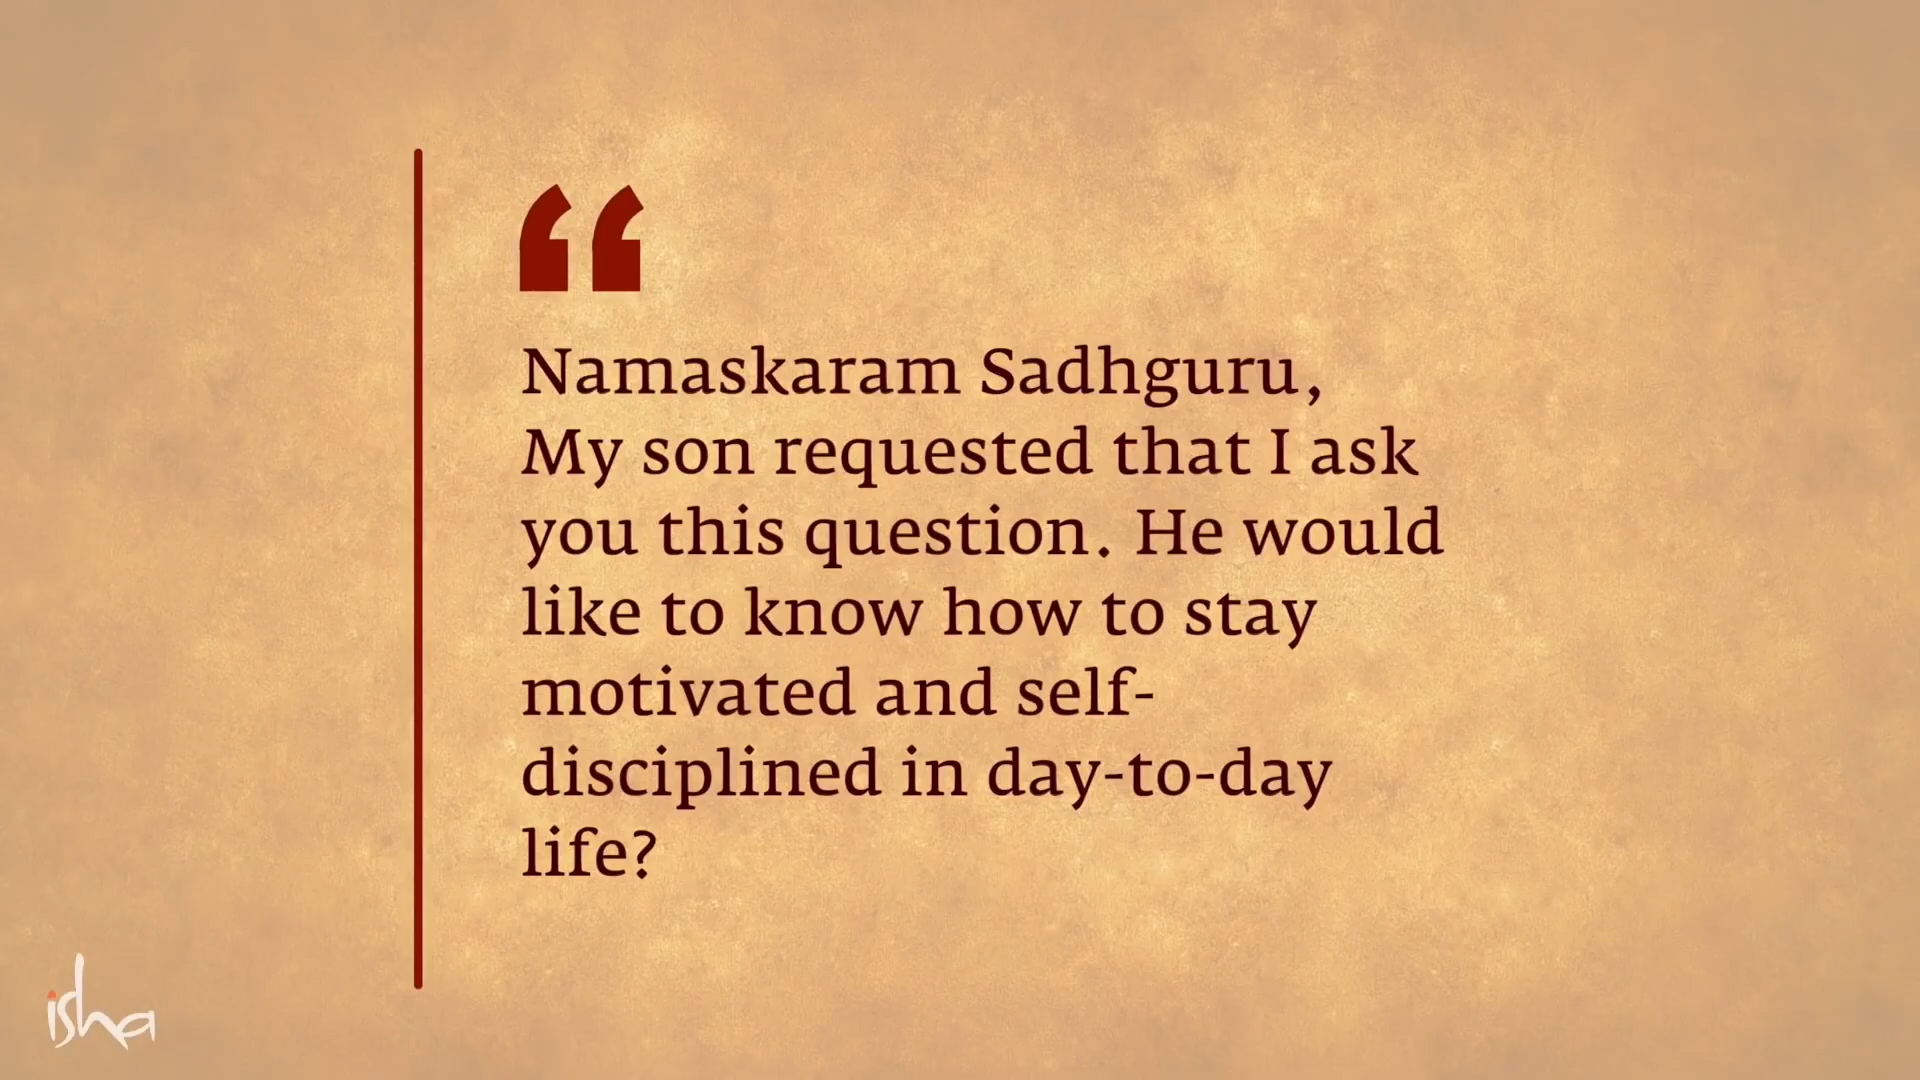 “
Namaskaram Sadhguru,
My son requested that I ask
you this question. He would
like to know how to stay
motivated and self-
disciplined in day-to-day
life?
isha